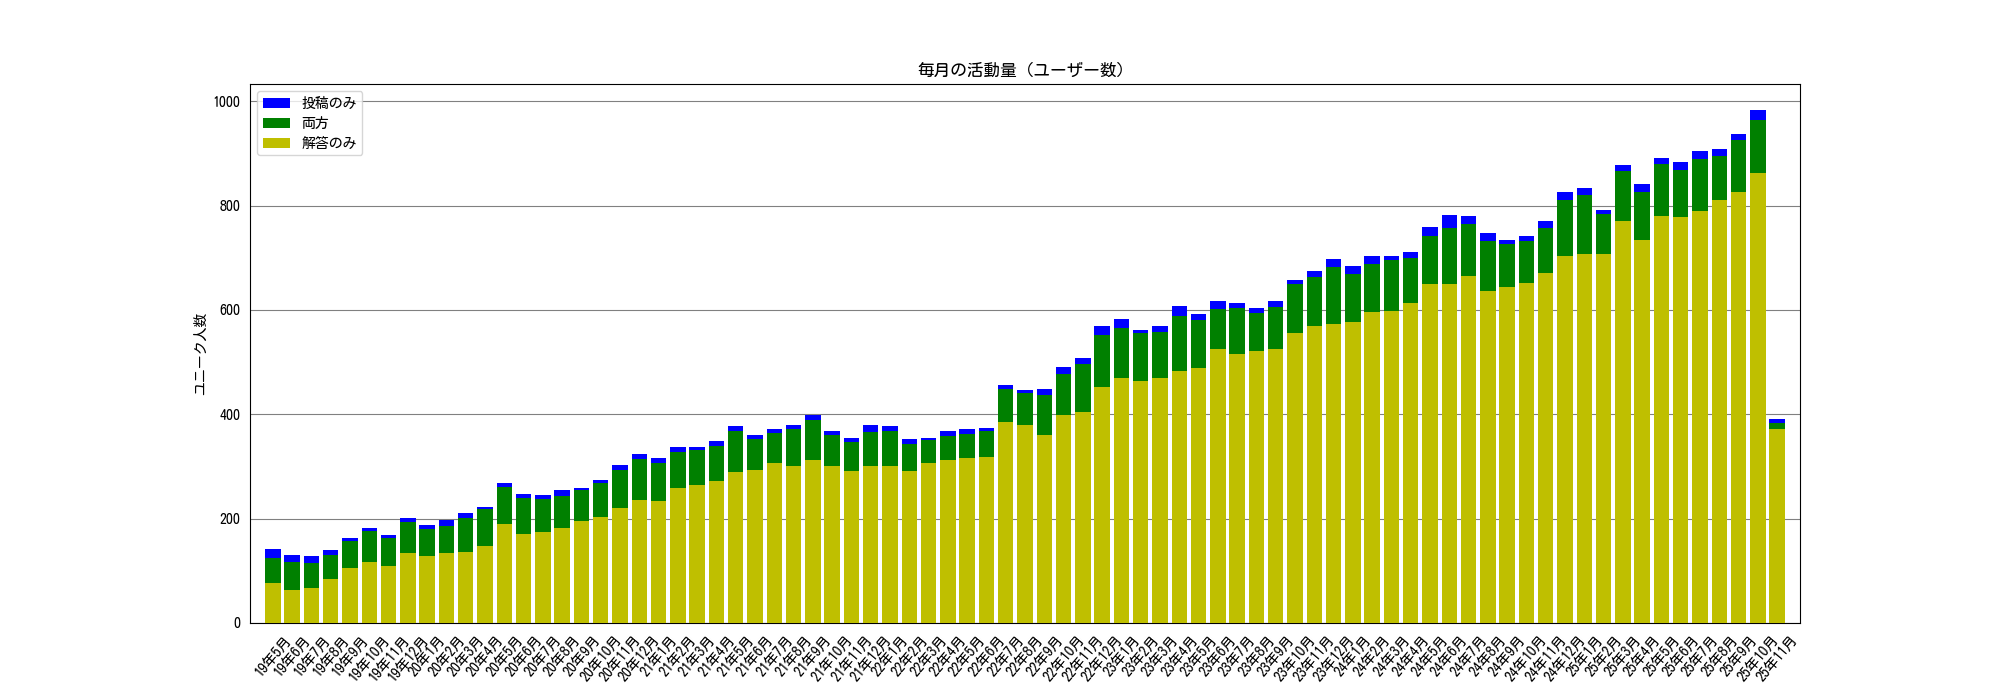 毎月の活動量（ユーザー数）
投稿のみ
両方
解答のみ
ユニーク人数
1000
800
600
400
200
0
19年5月
19年6月
19年7月
19年8月
19年9月
19年10月
19年11月
19年12月
20年1月
20年2月
20年3月
20年4月
20年5月
20年6月
20年7月
20年8月
20年9月
20年10月
20年11月
20年12月
21年1月
21年2月
21年3月
21年4月
21年5月
21年6月
21年7月
21年8月
21年9月
21年10月
21年11月
21年12月
22年1月
22年2月
22年3月
22年4月
22年5月
22年6月
22年7月
22年8月
22年9月
22年10月
22年11月
22年12月
23年1月
23年2月
23年3月
23年4月
23年5月
23年6月
23年7月
23年8月
23年9月
23年10月
23年11月
23年12月
24年1月
24年2月
24年3月
24年4月
24年5月
24年6月
24年7月
24年8月
24年9月
24年10月
24年11月
24年12月
25年1月
25年2月
25年3月
25年4月
25年5月
25年6月
25年7月
25年8月
25年9月
25年10月
25年11月